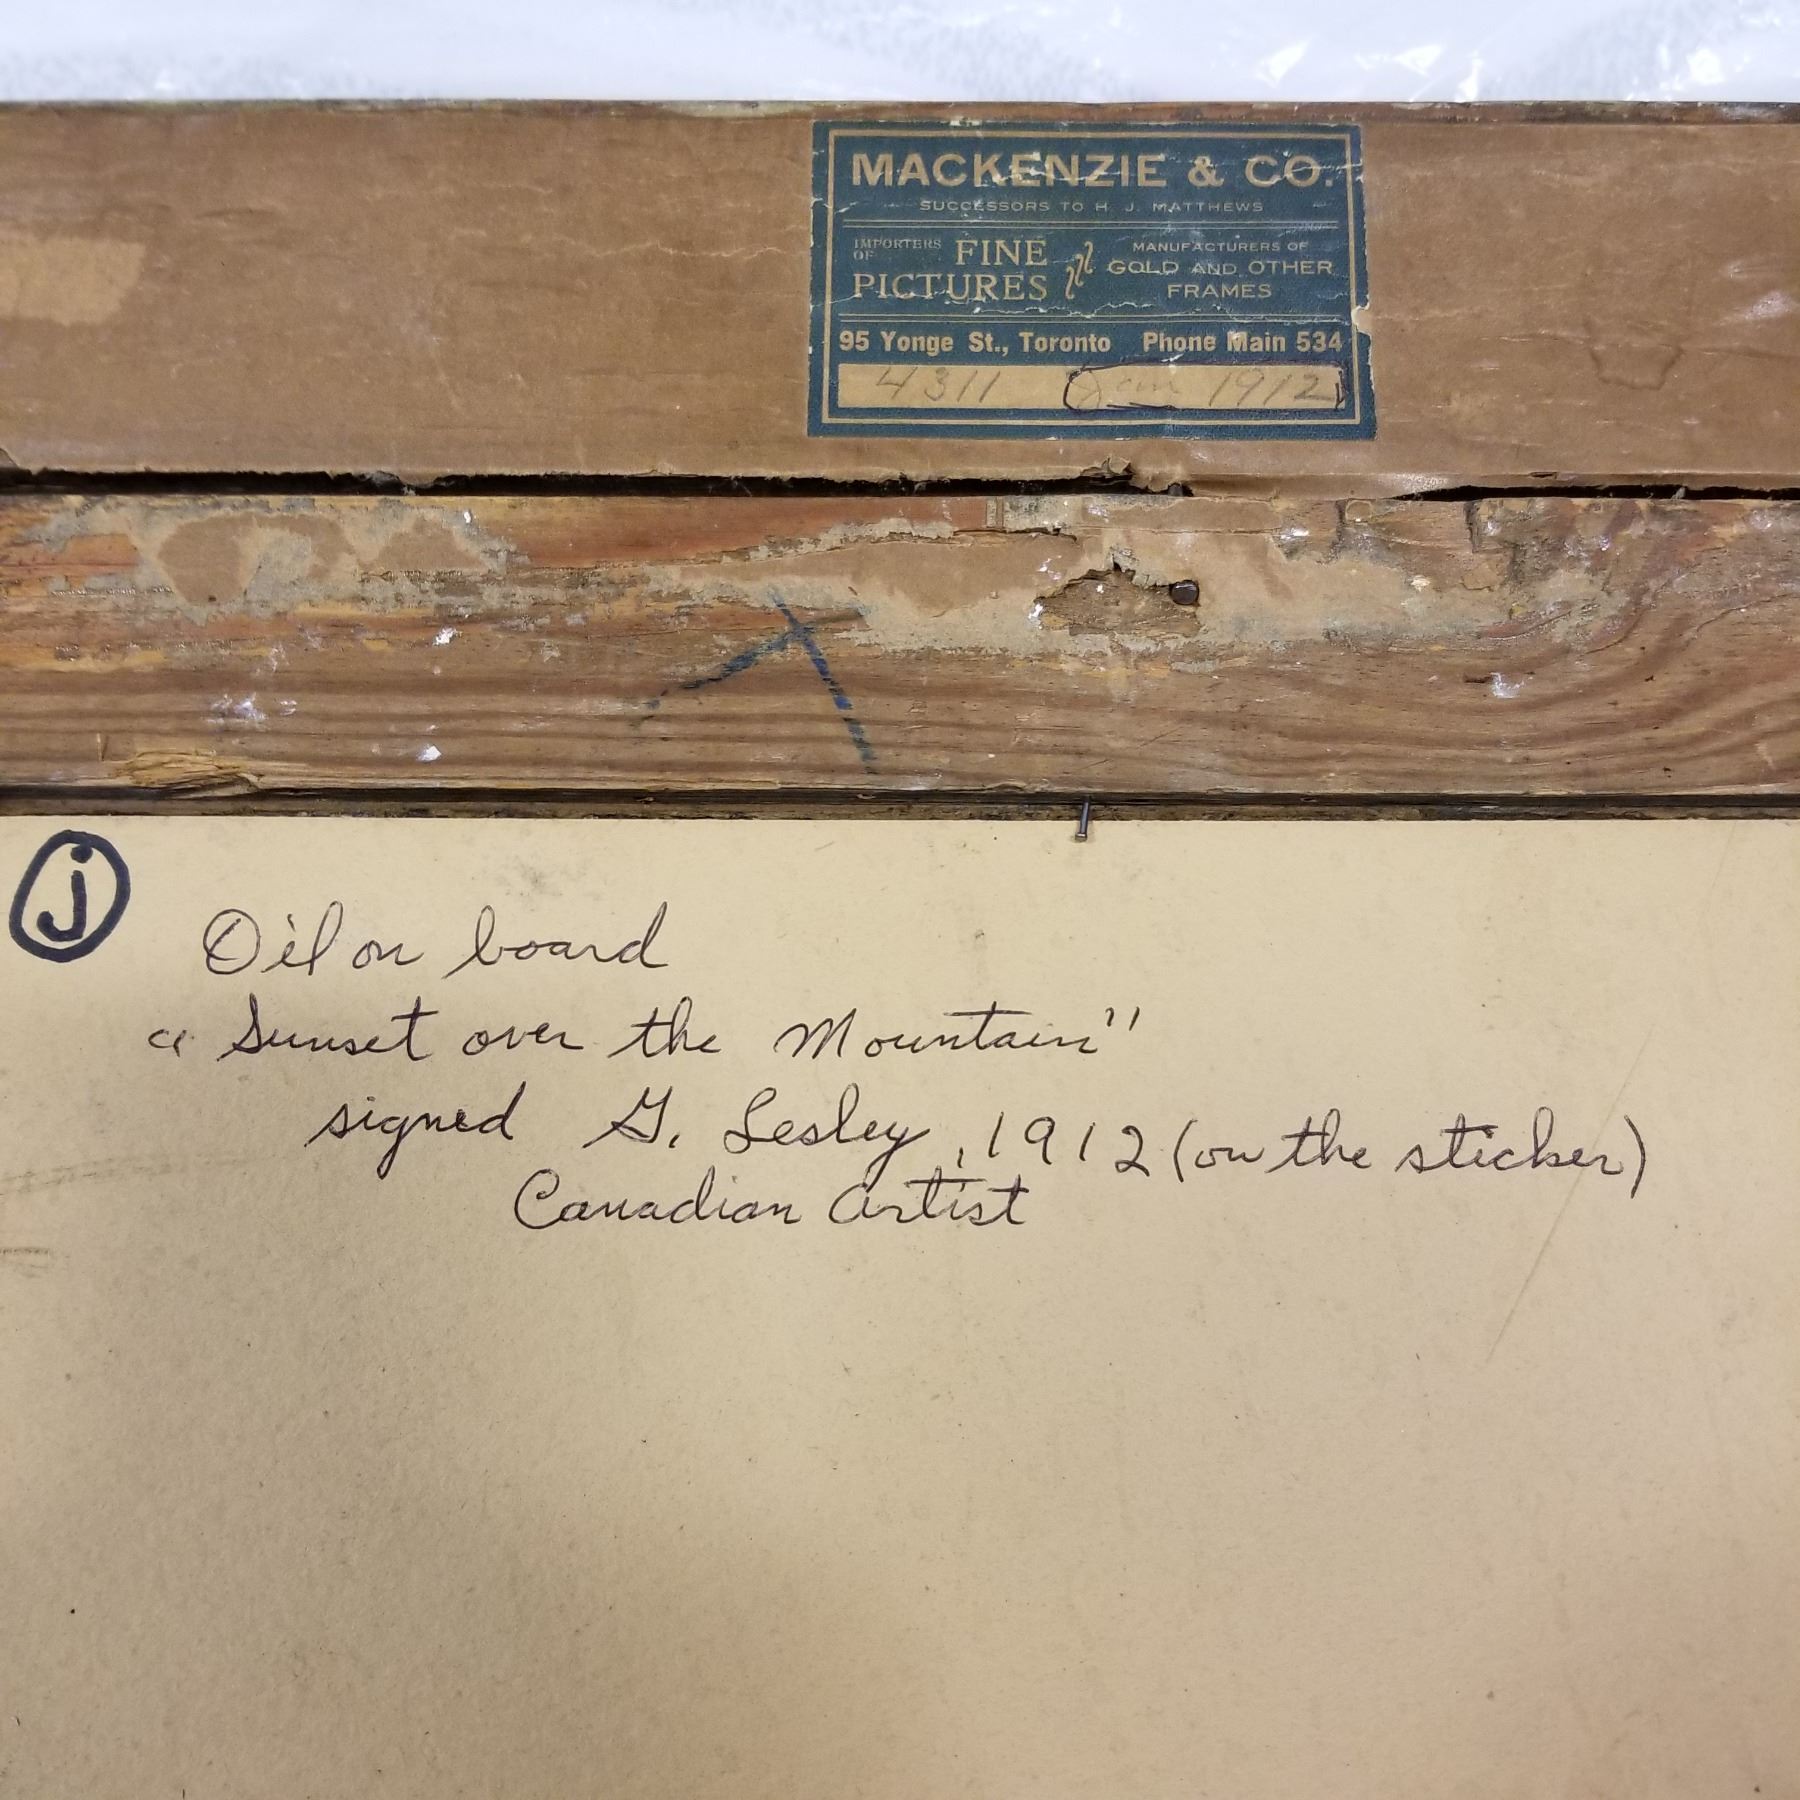 MACKENZIE & CO.
SUCCESSORS TO H. J. MATTHEWS
IMPORTERS OF FINE PICTURES
MANUFACTURERS OF
GOLD AND OTHER
FRAMES
95 Yonge St., Toronto Phone Main 534
4311 Jan 1912
j
Oil on board
"Sunset over the Mountain"
signed G. Lesley, 1912 (on the sticker)
Canadian artist